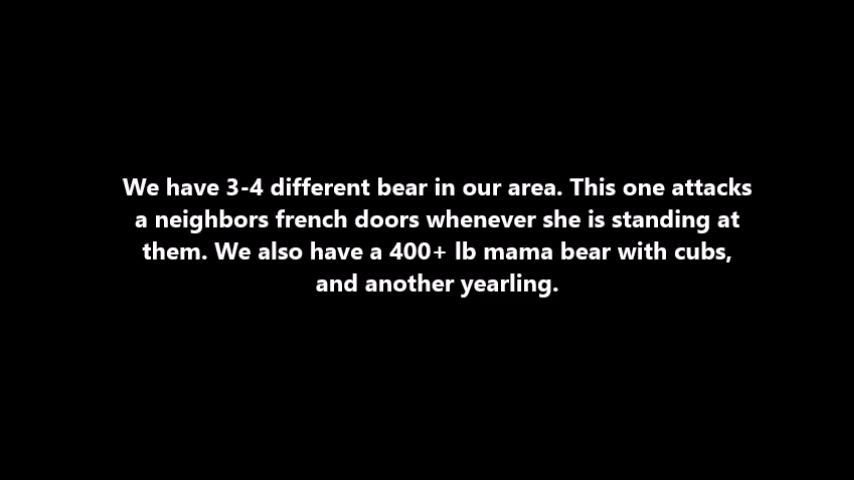 We have 3-4 different bear in our area. This one attacks
a neighbors french doors whenever she is standing at
them. We also have a 400+ lb mama bear with cubs,
and another yearling.